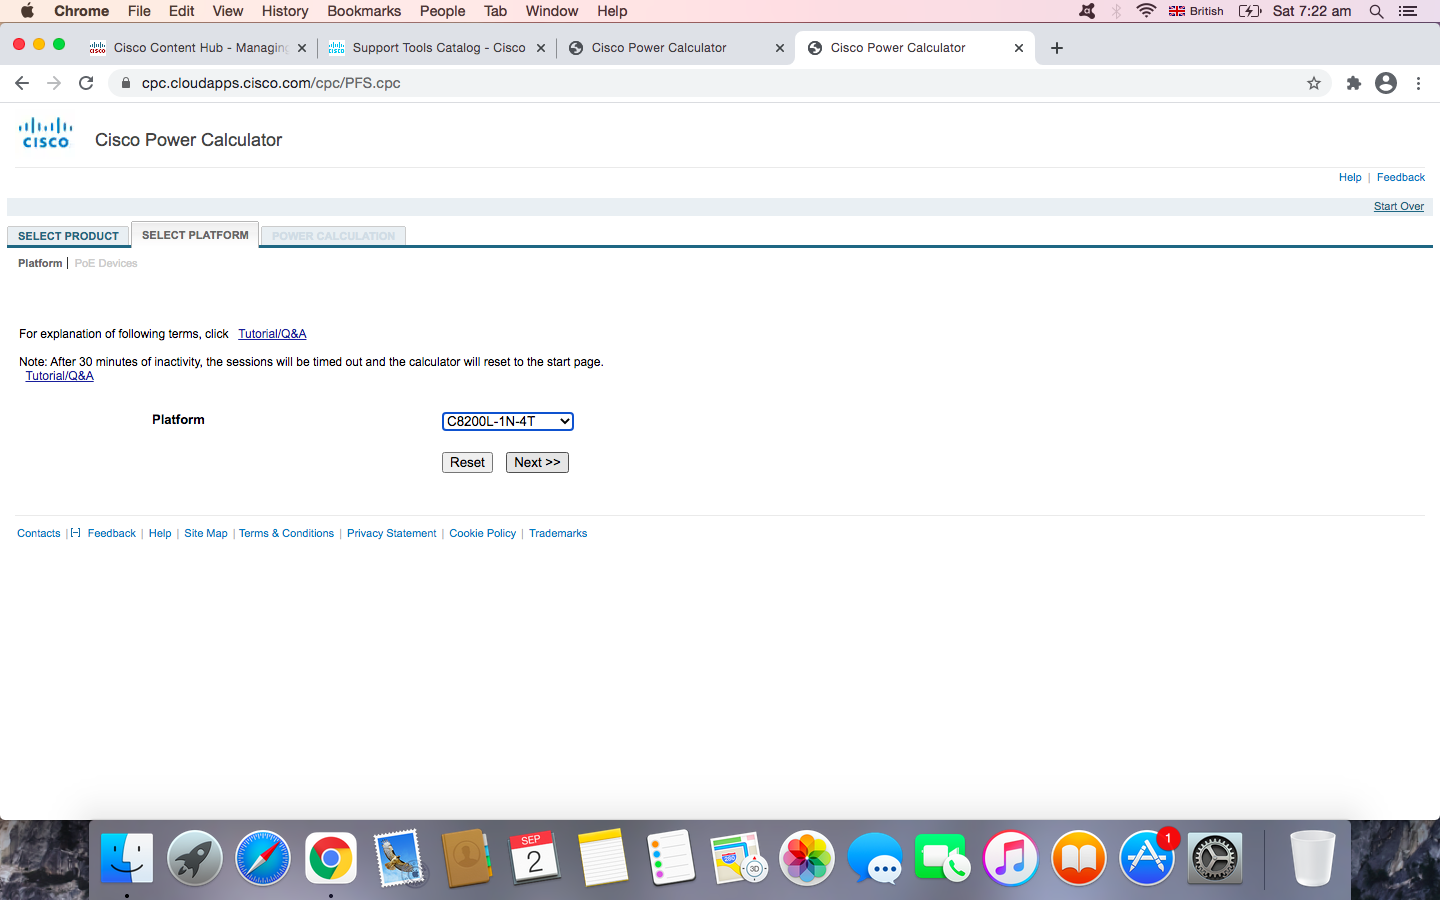 Chrome File Edit View History Bookmarks People Tab Window Help British Sat 7:22 am
Cisco Content Hub - Managing Support Tools Catalog - Cisco Cisco Power Calculator Cisco Power Calculator
cpc.cloudapps.cisco.com/cpc/PFS.cpc
CISCO Cisco Power Calculator
Help | Feedback
Start Over
SELECT PRODUCT SELECT PLATFORM POWER CALCULATION
Platform | PoE Devices
For explanation of following terms, click Tutorial/Q&A
Note: After 30 minutes of inactivity, the sessions will be timed out and the calculator will reset to the start page.
Tutorial/Q&A
Platform C8200L-1N-4T
Reset Next >>
Contacts | [-] Feedback | Help | Site Map | Terms & Conditions | Privacy Statement | Cookie Policy | Trademarks
SEP
2
280
3D
1